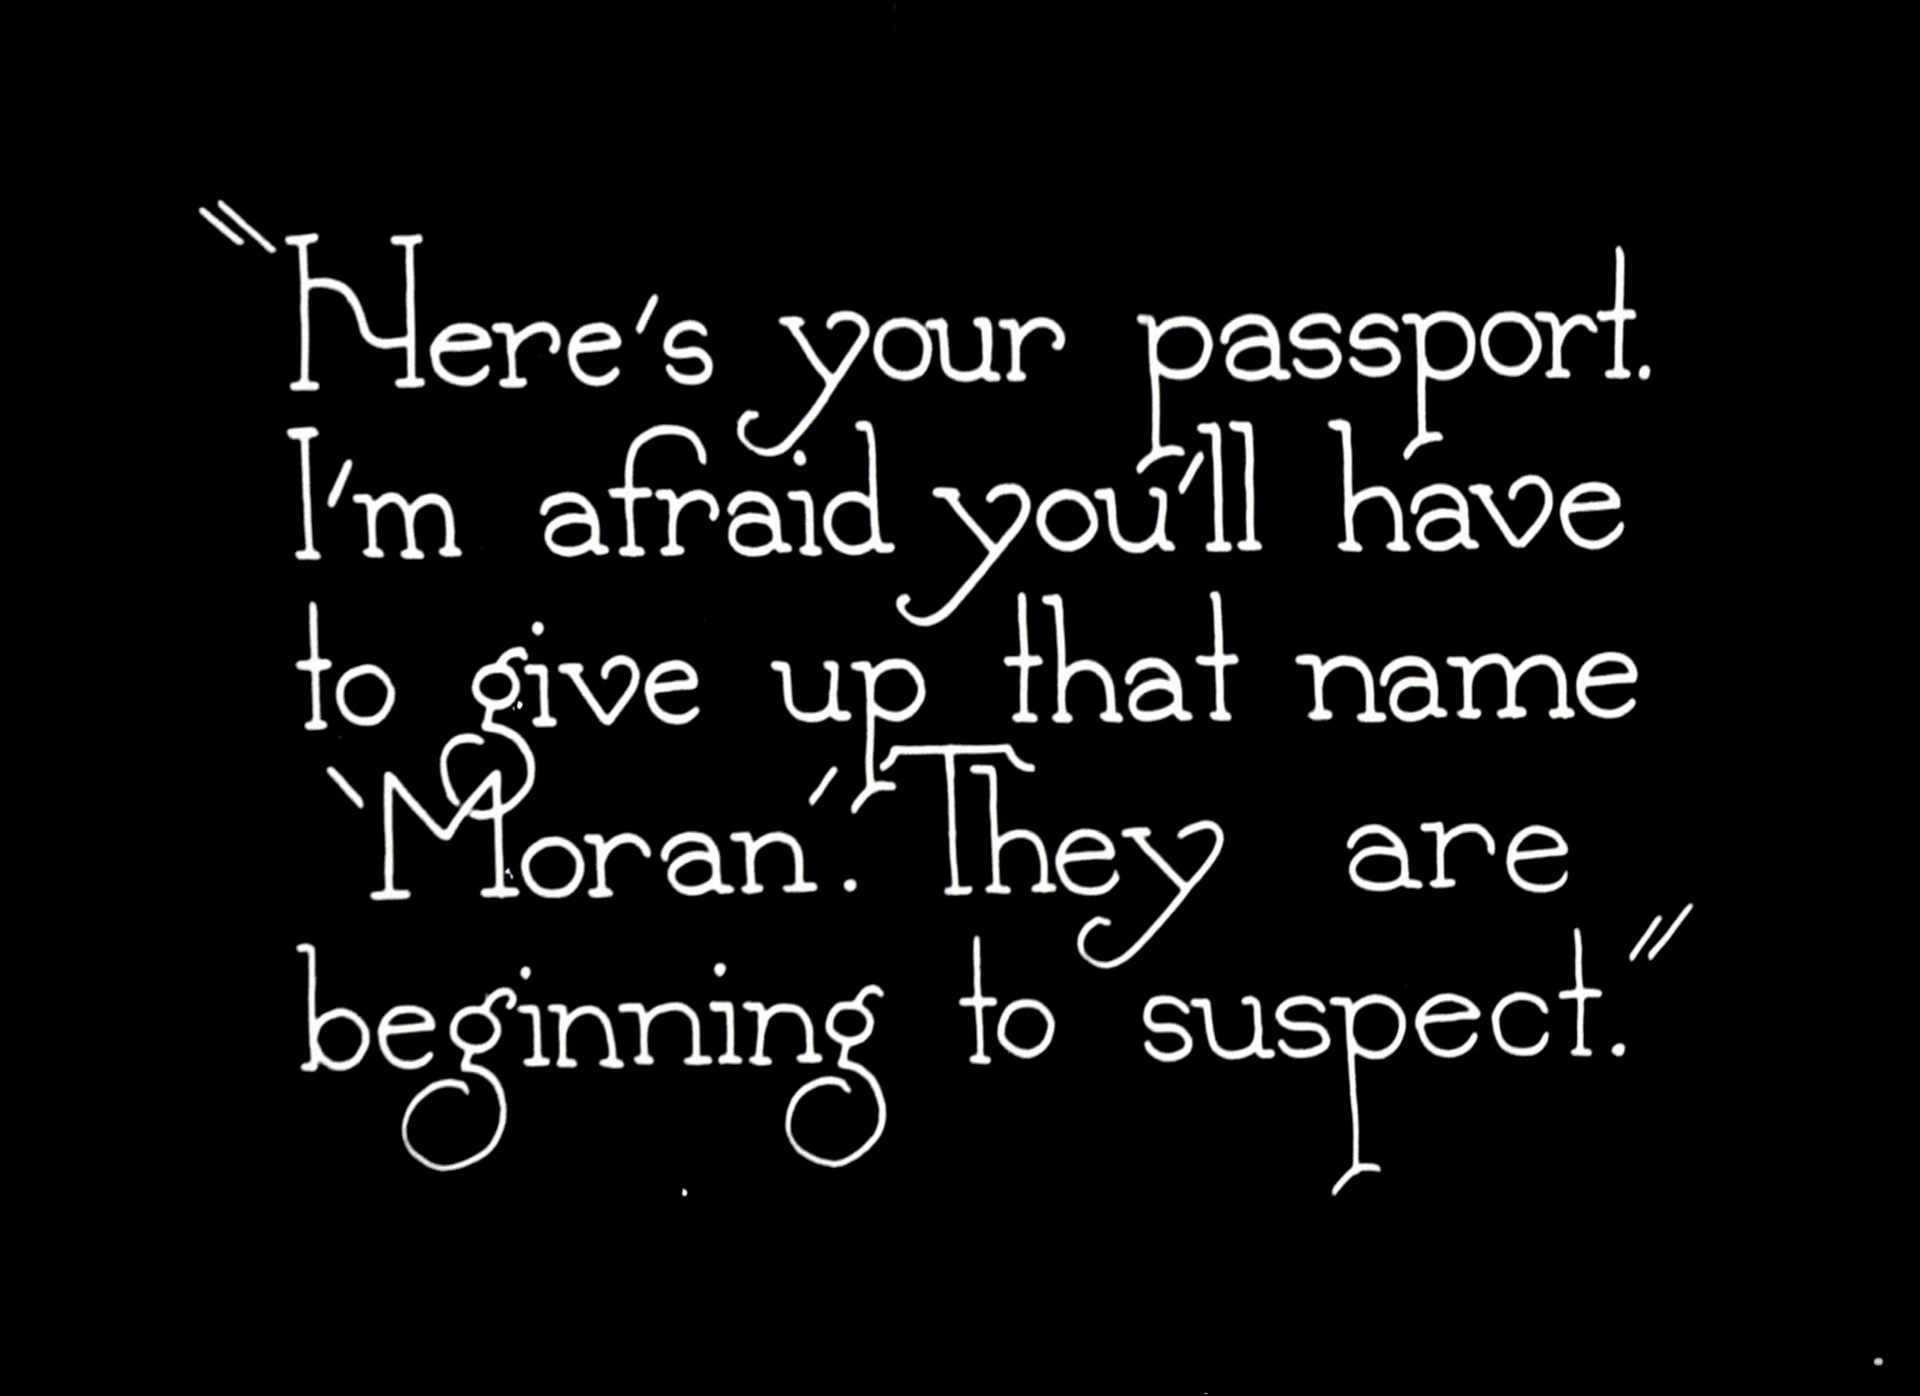 "Here's your passport.
I'm afraid you'll have
to give up that name
'Moran'. They are
beginning to suspect."